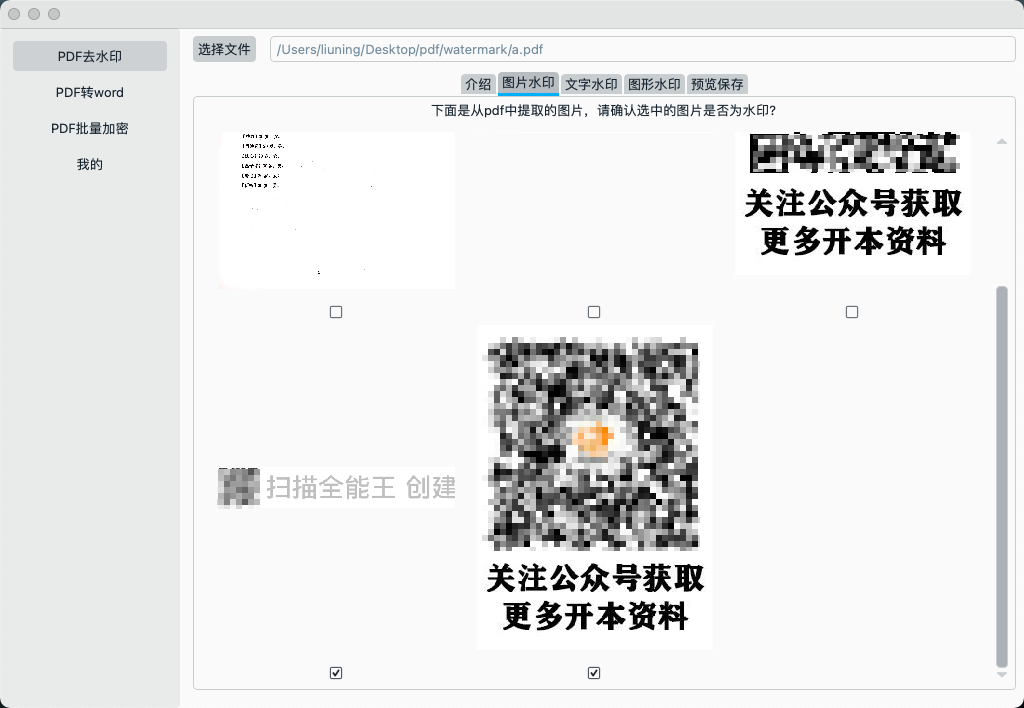 PDF去水印
PDF转word
PDF批量加密
我的
选择文件
/Users/liuning/Desktop/pdf/watermark/a.pdf
介绍 图片水印 文字水印 图形水印 预览保存
下面是从pdf中提取的图片，请确认选中的图片是否为水印?
关注公众号获取
更多开本资料
扫描全能王 创建
关注公众号获取
更多开本资料